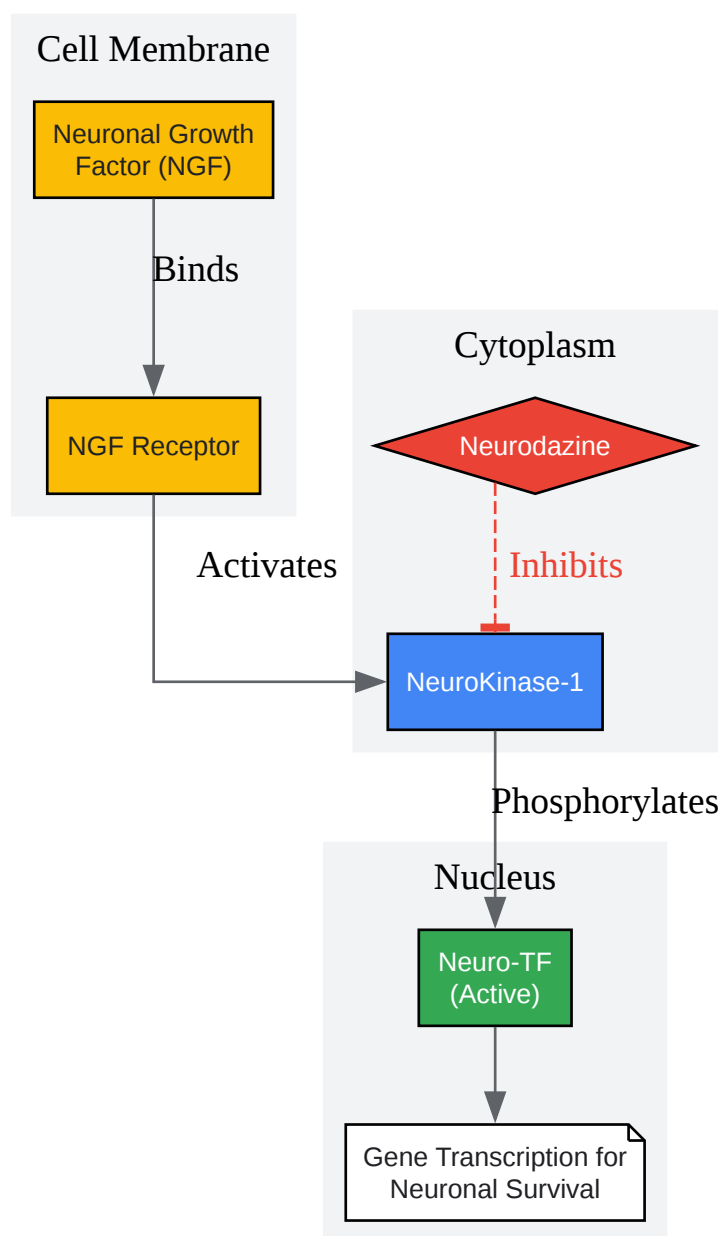 Cell Membrane
Neuronal Growth
Factor (NGF)
Binds
NGF Receptor
Activates
Cytoplasm
Neurodazine
Inhibits
NeuroKinase-1
Phosphorylates
Nucleus
Neuro-TF
(Active)
Gene Transcription for
Neuronal Survival